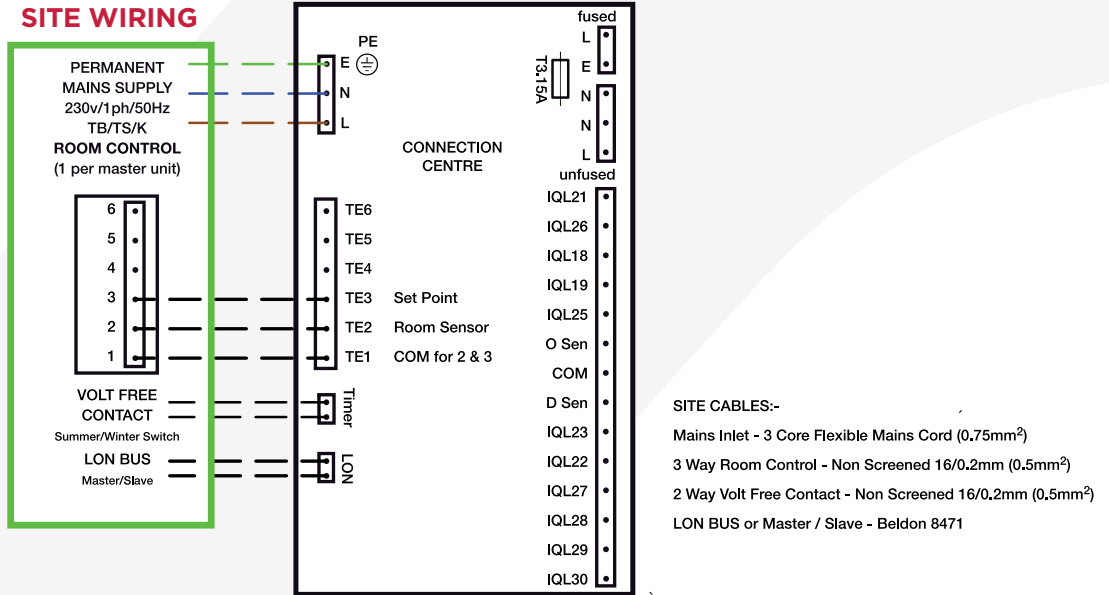 SITE WIRING
PERMANENT
MAINS SUPPLY
230v/1ph/50Hz
TB/TS/K
ROOM CONTROL
(1 per master unit)
6
5
4
3
2
1
VOLT FREE
CONTACT
Summer/Winter Switch
LON BUS
Master/Slave
PE
E
N
L
CONNECTION
CENTRE
TE6
TE5
TE4
TE3 Set Point
TE2 Room Sensor
TE1 COM for 2 & 3
Timer
LON
fused
L
E
T3.15A
N
N
L
unfused
IQL21
IQL26
IQL18
IQL19
IQL25
O Sen
COM
D Sen
IQL23
IQL22
IQL27
IQL28
IQL29
IQL30
SITE CABLES:-
Mains Inlet - 3 Core Flexible Mains Cord (0.75mm²)
3 Way Room Control - Non Screened 16/0.2mm (0.5mm²)
2 Way Volt Free Contact - Non Screened 16/0.2mm (0.5mm²)
LON BUS or Master / Slave - Beldon 8471